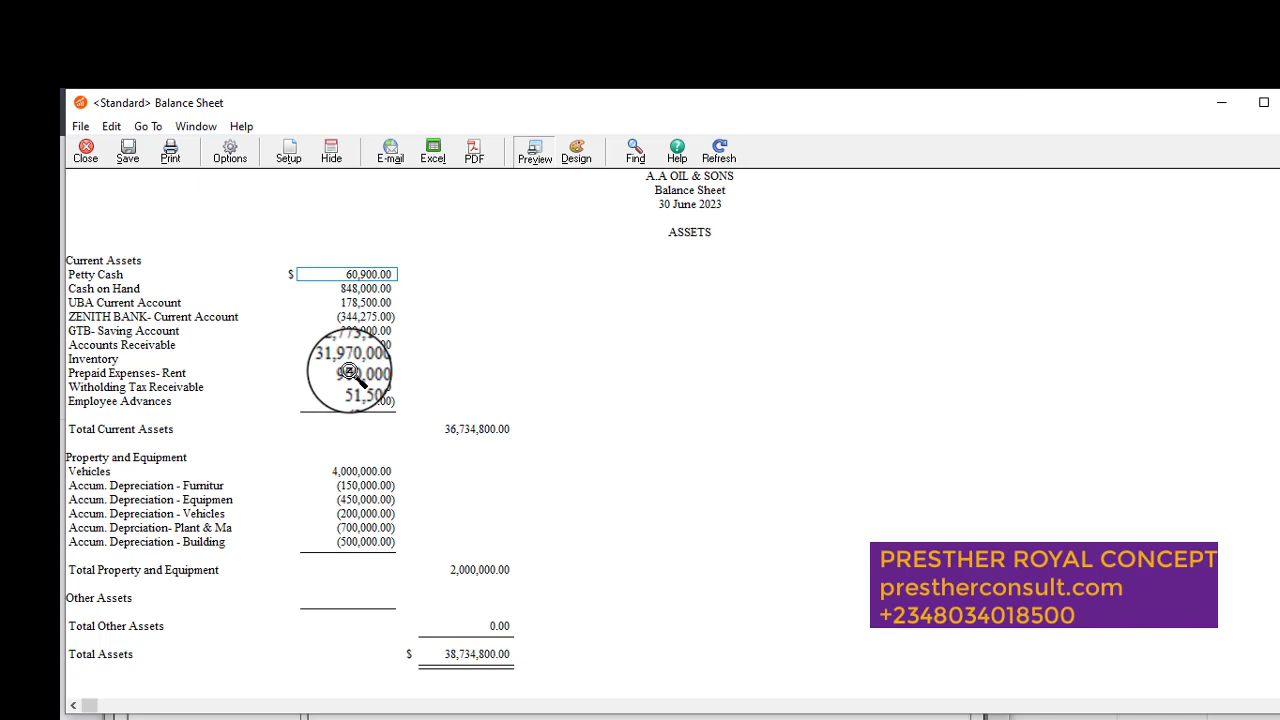 <Standard> Balance Sheet
File Edit Go To Window Help
Close Save Print Options Setup Hide E-mail Excel PDF Preview Design Find Help Refresh
A.A OIL & SONS
Balance Sheet
30 June 2023
ASSETS
Current Assets
Petty Cash $ 60,900.00
Cash on Hand 848,000.00
UBA Current Account 178,500.00
ZENITH BANK- Current Account (344,275.00)
GTB- Saving Account
Accounts Receivable
Inventory 31,970,000
Prepaid Expenses- Rent
Witholding Tax Receivable 51,50
Employee Advances
Total Current Assets 36,734,800.00
Property and Equipment
Vehicles 4,000,000.00
Accum. Depreciation - Furnitur (150,000.00)
Accum. Depreciation - Equipmen (450,000.00)
Accum. Depreciation - Vehicles (200,000.00)
Accum. Deprciation- Plant & Ma (700,000.00)
Accum. Depreciation - Building (500,000.00)
Total Property and Equipment 2,000,000.00
Other Assets
Total Other Assets 0.00
Total Assets $ 38,734,800.00
PRESTHER ROYAL CONCEPT
prestherconsult.com
+2348034018500